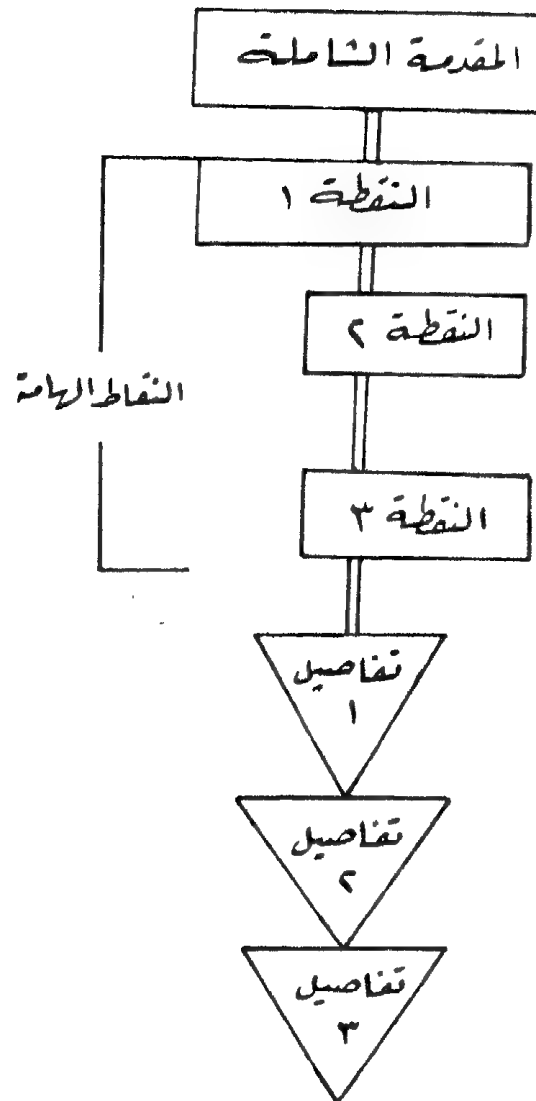 المقدمة الشاملة
النقطة ١
النقطة ٢
النقاط الهامة
النقطة ٣
تفاصيل
١
تفاصيل
٢
تفاصيل
٣